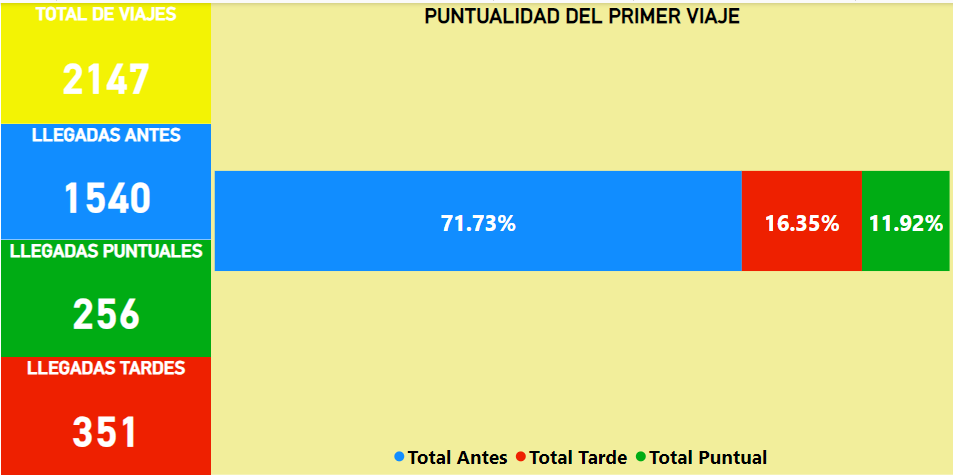 TOTAL DE VIAJES
2147
LLEGADAS ANTES
1540
LLEGADAS PUNTUALES
256
LLEGADAS TARDES
351
PUNTUALIDAD DEL PRIMER VIAJE
71.73% 16.35% 11.92%
Total Antes Total Tarde Total Puntual